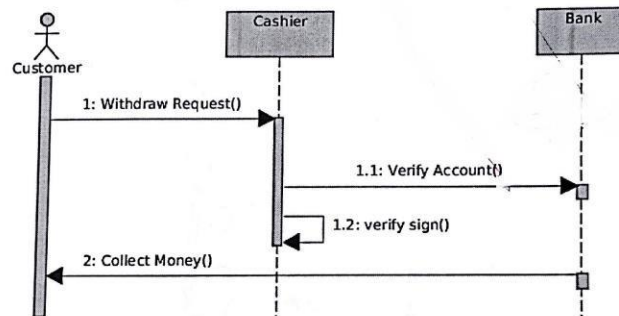 Cashier
Bank
Customer
1: Withdraw Request()
1.1: Verify Account()
1.2: verify sign()
2: Collect Money()